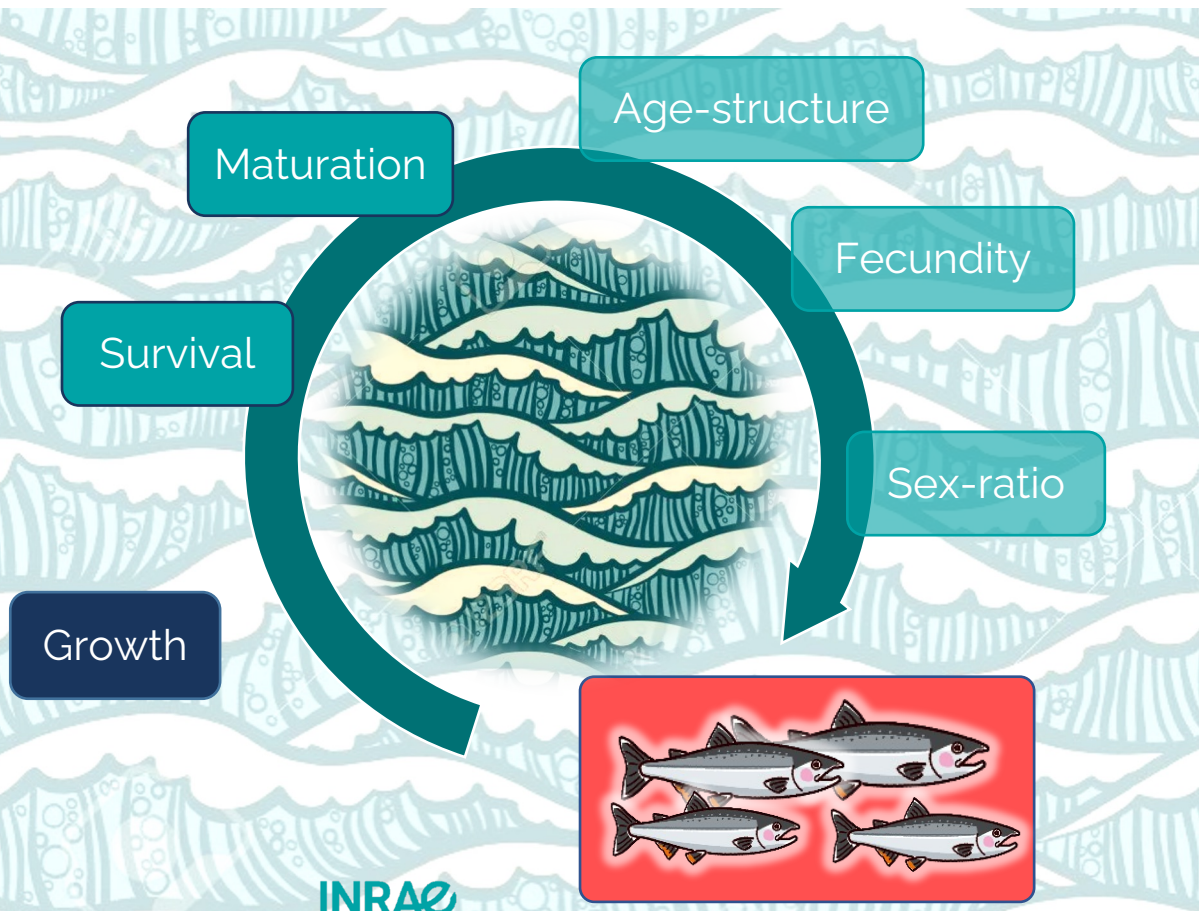 Age-structure
Maturation
Fecundity
Survival
Sex-ratio
Growth
INRAE